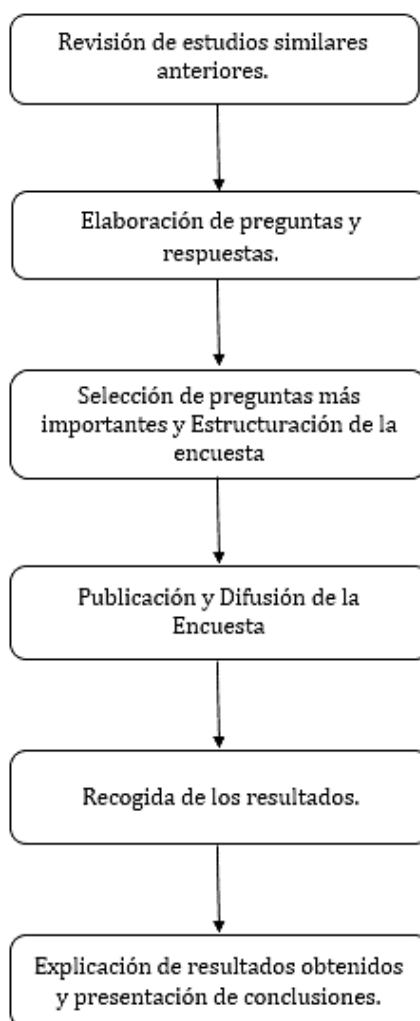 Revisión de estudios similares
anteriores.
Elaboración de preguntas y
respuestas.
Selección de preguntas más
importantes y Estructuración de la
encuesta
Publicación y Difusión de la
Encuesta
Recogida de los resultados.
Explicación de resultados obtenidos
y presentación de conclusiones.